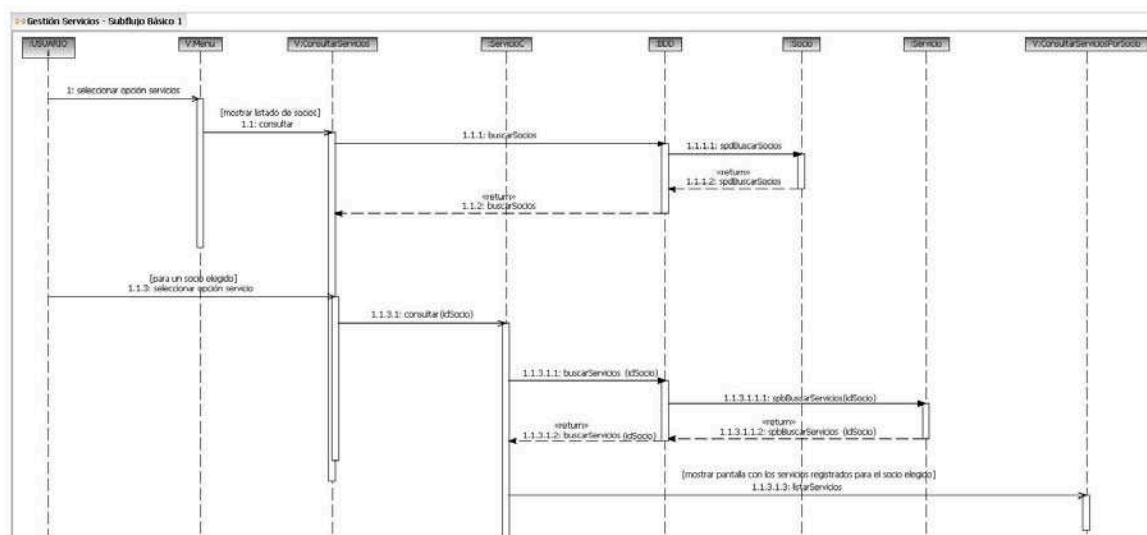 Gestión Servicios - Subflujo Básico 1
:USUARIO
V:Menu
V:ConsultarServicios
:ServicioC
:BDD
:Socio
:Servicio
V:ConsultarServiciosPorSocio
1: seleccionar opción servicios
[mostrar listado de socios]
1.1: consultar
1.1.1: buscarSocios
1.1.1.1: spdBuscarSocios
«return»
1.1.1.2: spdBuscarSocios
«return»
1.1.2: buscarSocios
[para un socio elegido]
1.1.3: seleccionar opción servicio
1.1.3.1: consultar(idSocio)
1.1.3.1.1: buscarServicios (idSocio)
1.1.3.1.1.1: spbBuscarServicios(idSocio)
«return»
1.1.3.1.1.2: spbBuscarServicios (idSocio)
«return»
1.1.3.1.2: buscarServicios (idSocio)
[mostrar pantalla con los servicios registrados para el socio elegido]
1.1.3.1.3: listarServicios